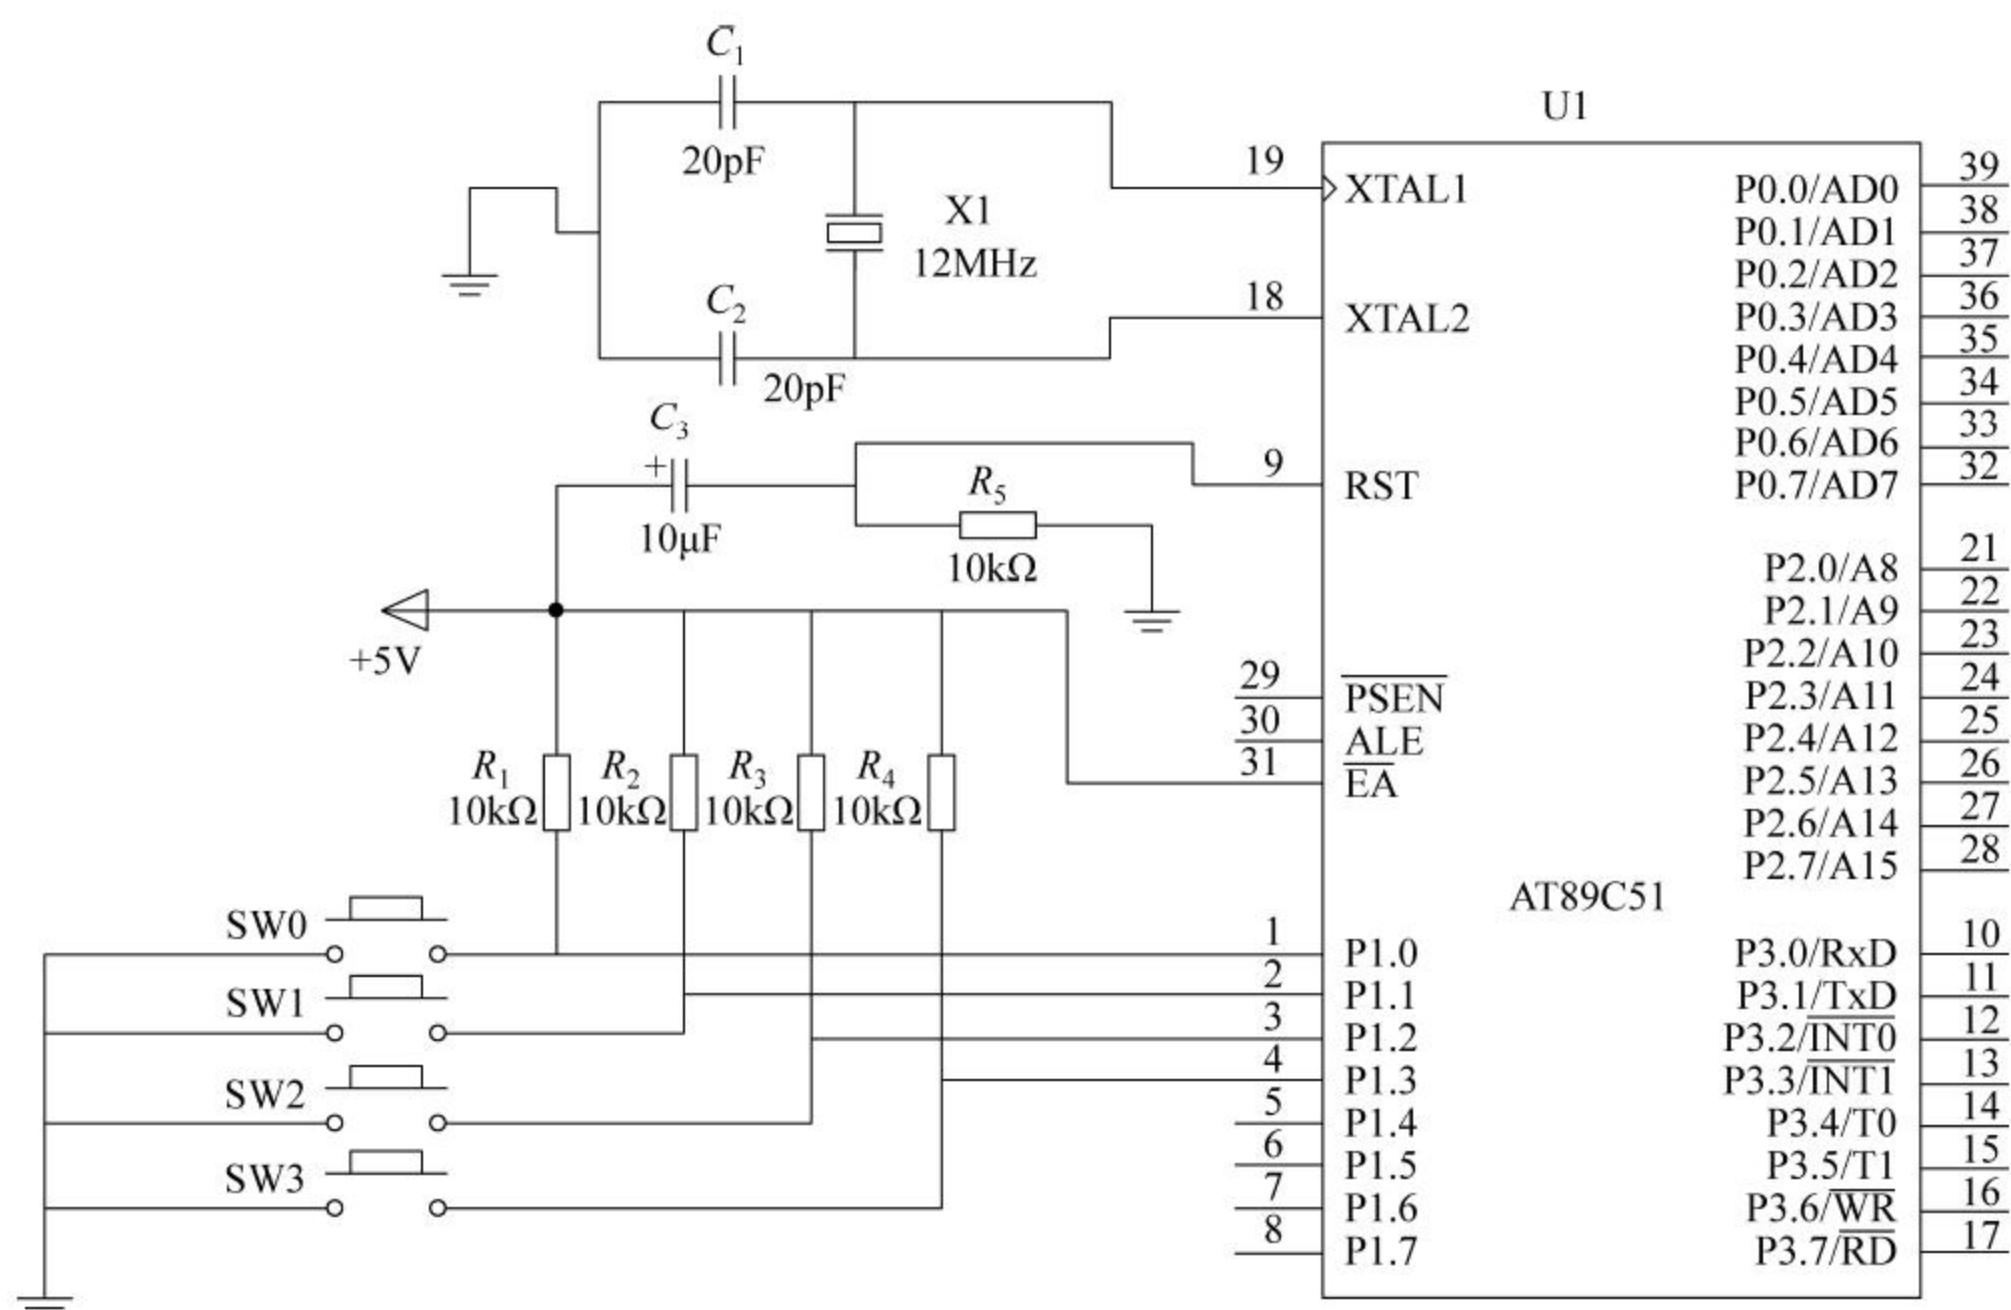 C1
20pF
X1
12MHz
C2
20pF
C3
+
10μF
R5
10kΩ
+5V
R1
10kΩ
R2
10kΩ
R3
10kΩ
R4
10kΩ
SW0
SW1
SW2
SW3
U1
19 XTAL1
18 XTAL2
9 RST
29 PSEN
30 ALE
31 EA
AT89C51
1 P1.0
2 P1.1
3 P1.2
4 P1.3
5 P1.4
6 P1.5
7 P1.6
8 P1.7
P0.0/AD0 39
P0.1/AD1 38
P0.2/AD2 37
P0.3/AD3 36
P0.4/AD4 35
P0.5/AD5 34
P0.6/AD6 33
P0.7/AD7 32
P2.0/A8 21
P2.1/A9 22
P2.2/A10 23
P2.3/A11 24
P2.4/A12 25
P2.5/A13 26
P2.6/A14 27
P2.7/A15 28
P3.0/RxD 10
P3.1/TxD 11
P3.2/INT0 12
P3.3/INT1 13
P3.4/T0 14
P3.5/T1 15
P3.6/WR 16
P3.7/RD 17